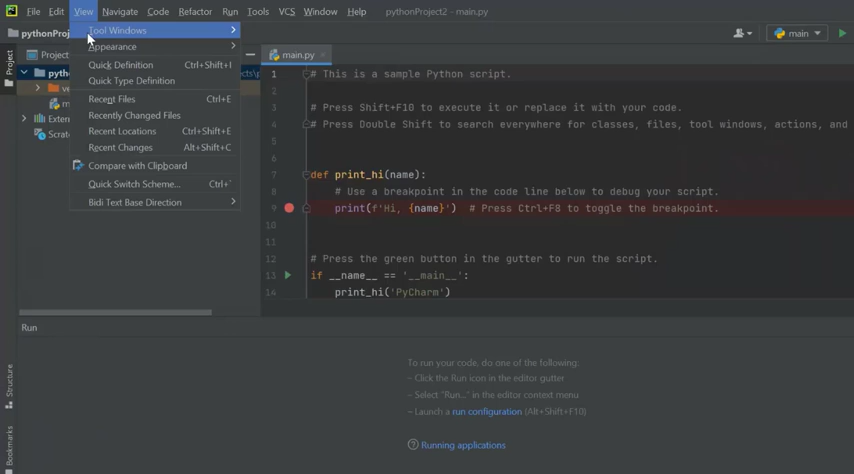 PC File Edit View Navigate Code Refactor Run Tools VCS Window Help pythonProject2 - main.py
main
Project
Tool Windows
Appearance
Quick Definition Ctrl+Shift+I
Quick Type Definition
Recent Files Ctrl+E
Recently Changed Files
Recent Locations Ctrl+Shift+E
Recent Changes Alt+Shift+C
Compare with Clipboard
Quick Switch Scheme... Ctrl+`
Bidi Text Base Direction
Project
main.py
1 # This is a sample Python script.
2
3 # Press Shift+F10 to execute it or replace it with your code.
4 # Press Double Shift to search everywhere for classes, files, tool windows, actions, and
5
6
7 def print_hi(name):
8 # Use a breakpoint in the code line below to debug your script.
9 print(f'Hi, {name}') # Press Ctrl+F8 to toggle the breakpoint.
10
11
12 # Press the green button in the gutter to run the script.
13 if __name__ == '__main__':
14 print_hi('PyCharm')
Run
To run your code, do one of the following:
– Click the Run icon in the editor gutter
– Select "Run..." in the editor context menu
– Launch a run configuration (Alt+Shift+F10)
? Running applications
Structure
Bookmarks